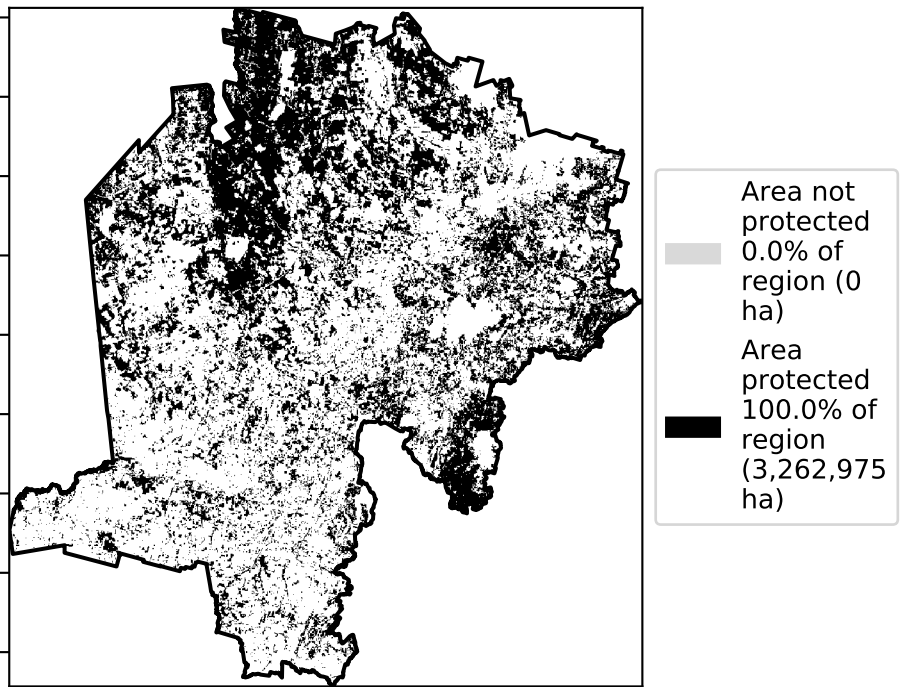 Area not
protected
0.0% of
region (0
ha)
Area
protected
100.0% of
region
(3,262,975
ha)